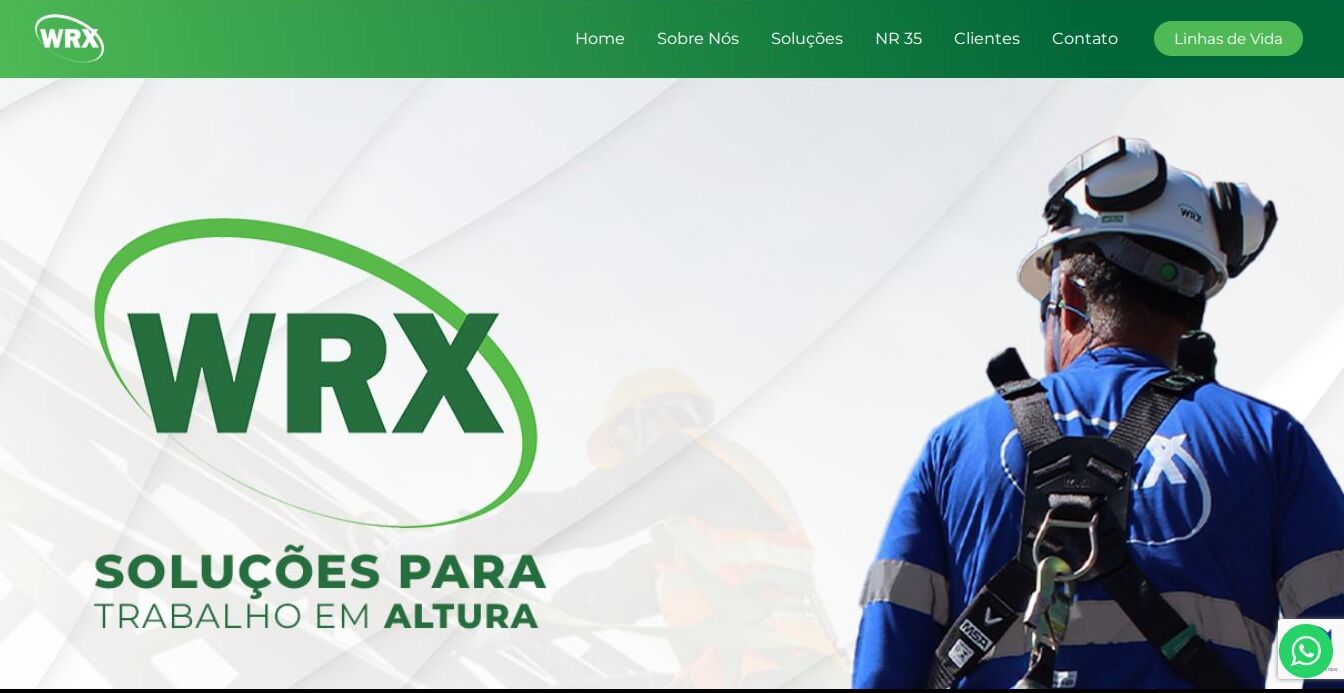 WRX
Home
Sobre Nós
Soluções
NR 35
Clientes
Contato
Linhas de Vida
WRX
SOLUÇÕES PARA
TRABALHO EM ALTURA
WRX
X
MSA